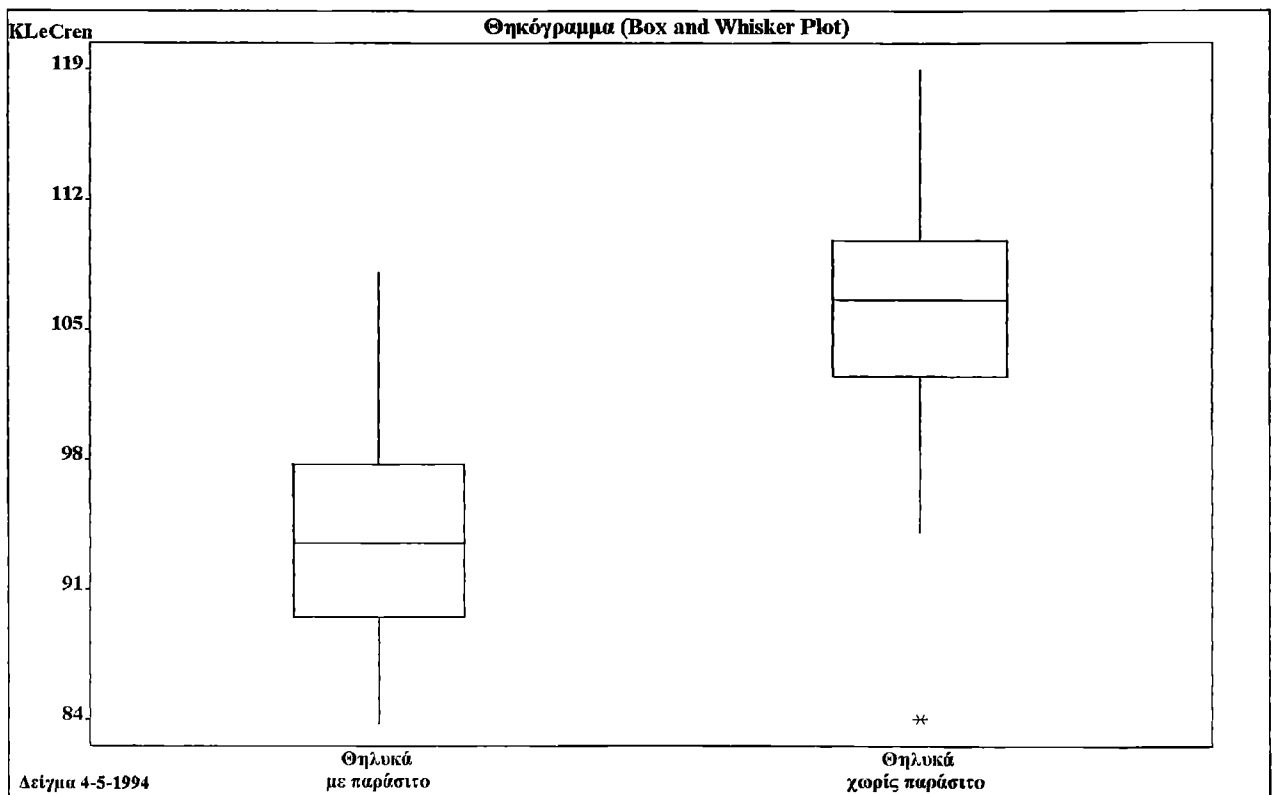 KLeCren
Θηκόγραμμα (Box and Whisker Plot)
119
112
105
98
91
84
Θηλυκά
με παράσιτο
Θηλυκά
χωρίς παράσιτο
Δείγμα 4-5-1994